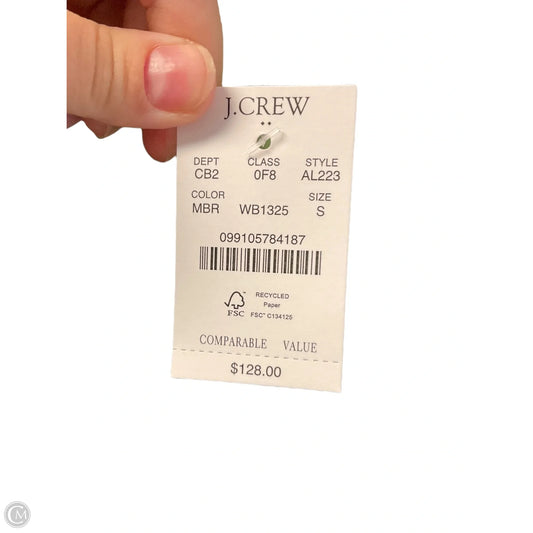 J.CREW
DEPT CLASS STYLE
CB2 0F8 AL223
COLOR SIZE
MBR WB1325 S
099105784187
RECYCLED
Paper
FSC FSC® C134125
COMPARABLE VALUE
$128.00
CM